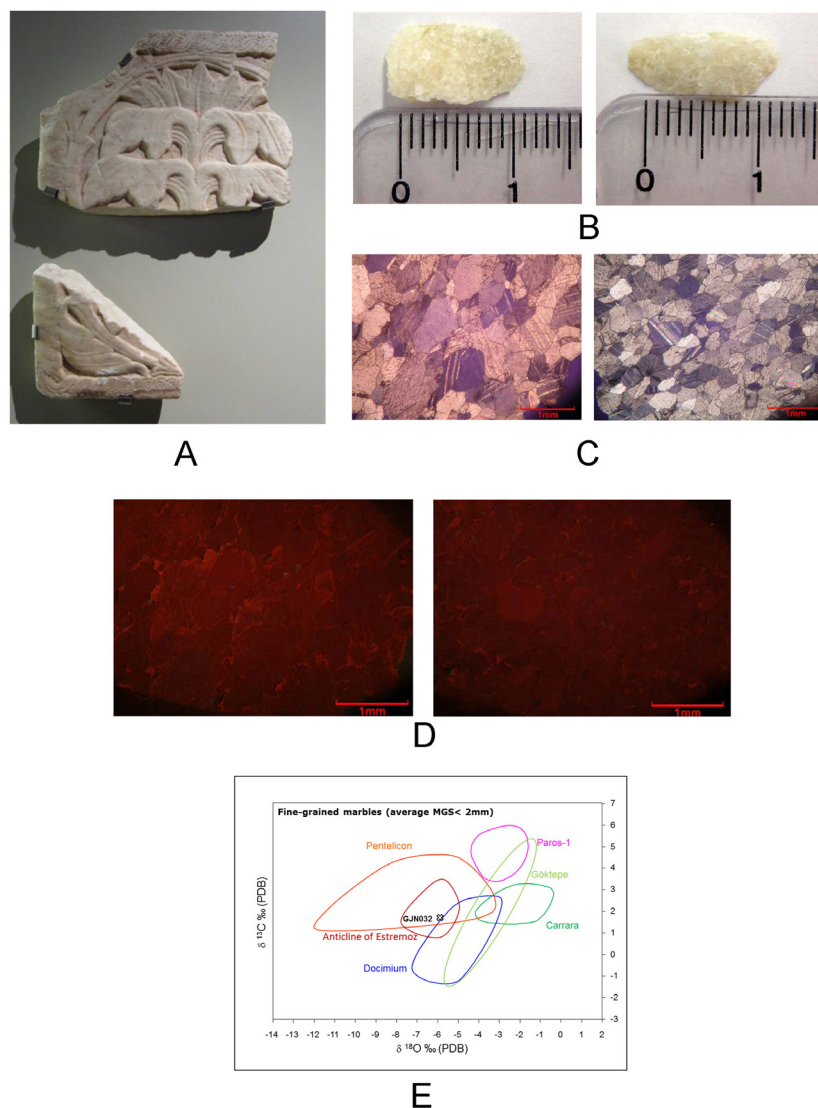 A
0 1
0 1
B
1mm
1mm
C
1mm
1mm
D
Fine-grained marbles (average MGS< 2mm)
7
6
5
4
3
2
1
0
-1
-2
-3
Pentelicon
Paros-1
Göktepe
GJN032
Carrara
Anticline of Estremoz
Docimium
δ ¹³C ‰ (PDB)
-14 -13 -12 -11 -10 -9 -8 -7 -6 -5 -4 -3 -2 -1 0 1 2
δ ¹⁸O ‰ (PDB)
E